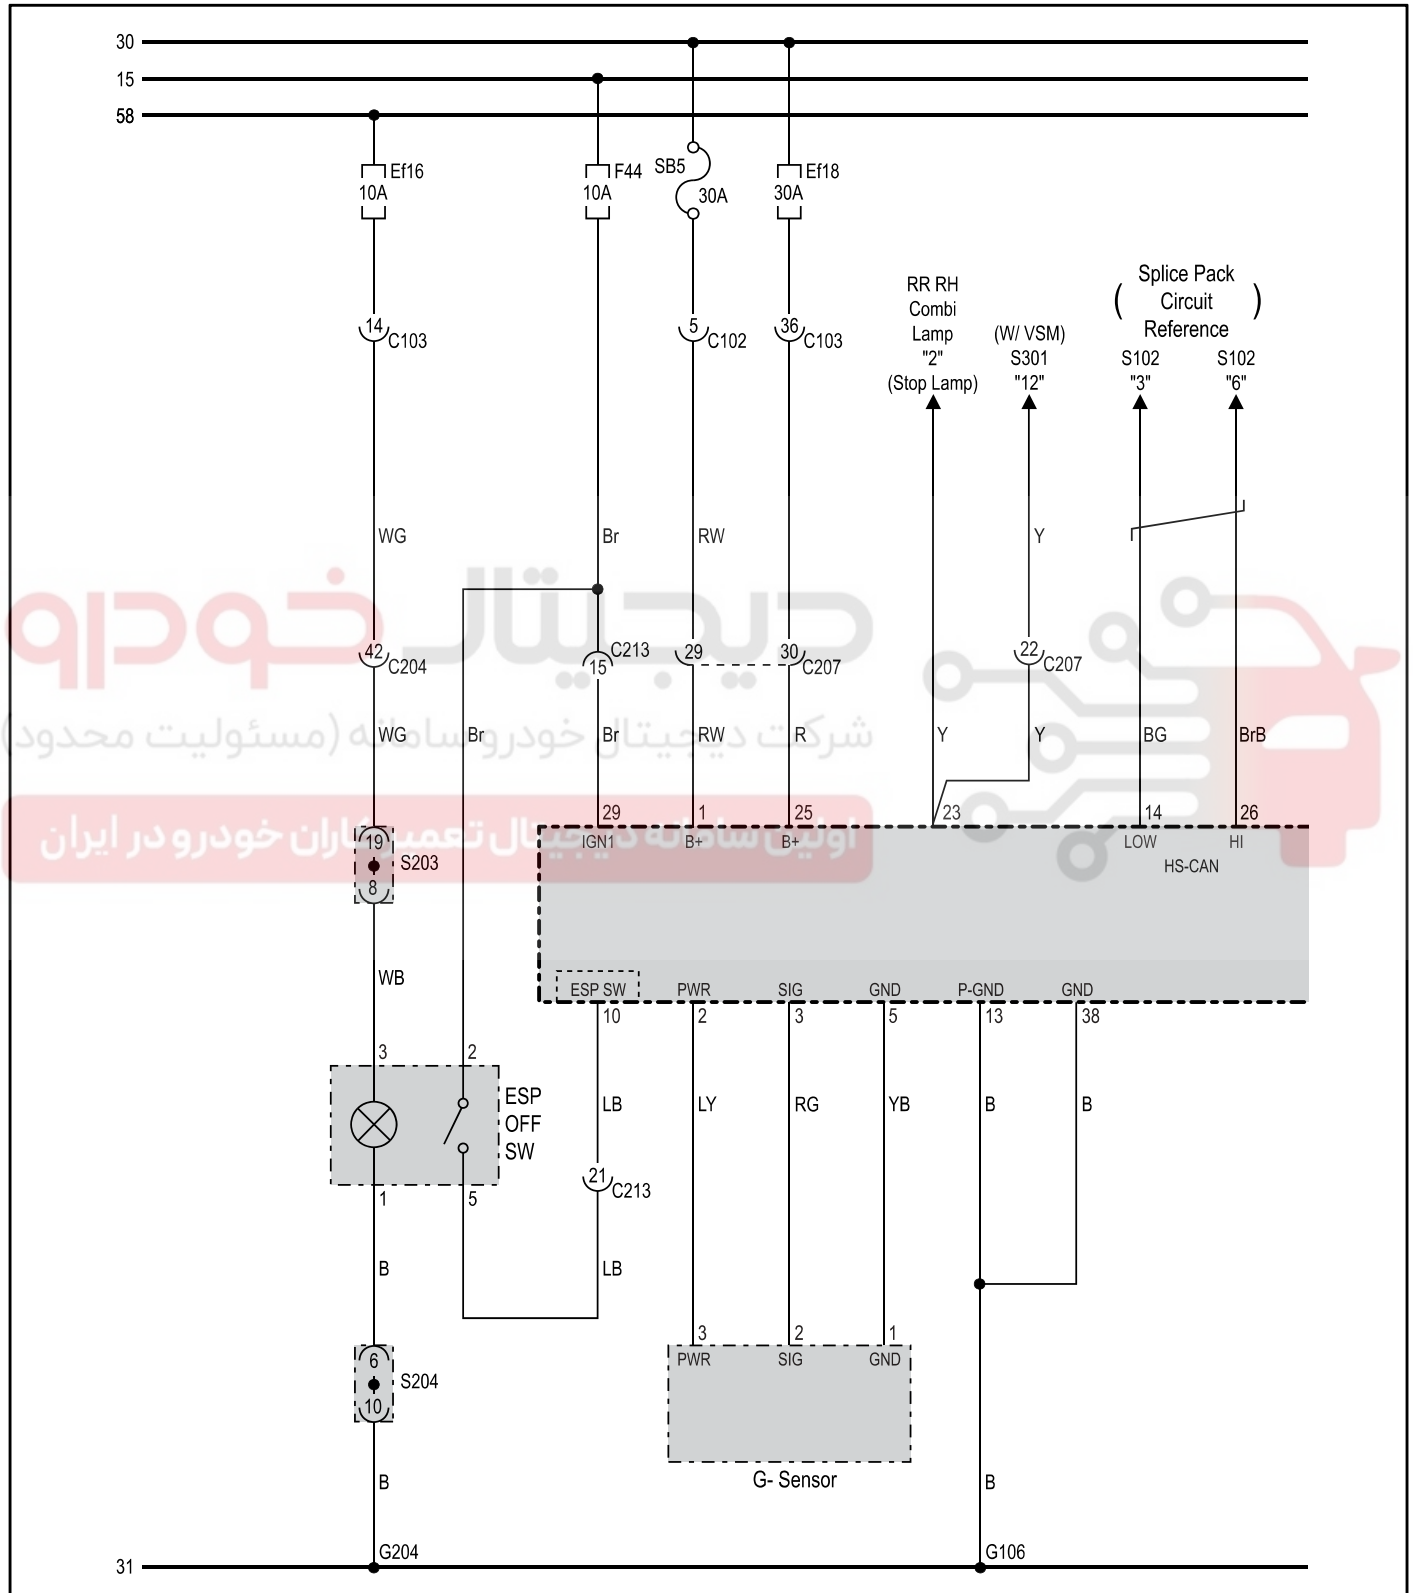 30
15
58
Ef16
10A
F44
10A
SB5
30A
Ef18
30A
14
C103
5
C102
36
C103
RR RH
Combi
Lamp
"2"
(Stop Lamp)
(W/ VSM)
S301
"12"
( Splice Pack
Circuit
Reference )
S102
"3"
S102
"6"
WG
Br
RW
Y
دیجیتال خودرو
42
C204
C213
15
29
30
C207
22
C207
شرکت دیجیتال خودرو سامانه (مسئولیت محدود)
WG
Br
Br
RW
R
Y
Y
BG
BrB
29
1
25
23
14
26
اولین سامانه دیجیتال تعمیرکاران خودرو در ایران
IGN1
B+
B+
LOW
HI
HS-CAN
19
8
S203
WB
ESP SW
PWR
SIG
GND
P-GND
GND
10
2
3
5
13
38
3
2
ESP
OFF
SW
LB
LY
RG
YB
B
B
1
5
21
C213
B
LB
3
2
1
PWR
SIG
GND
6
10
S204
G- Sensor
B
B
G204
G106
31